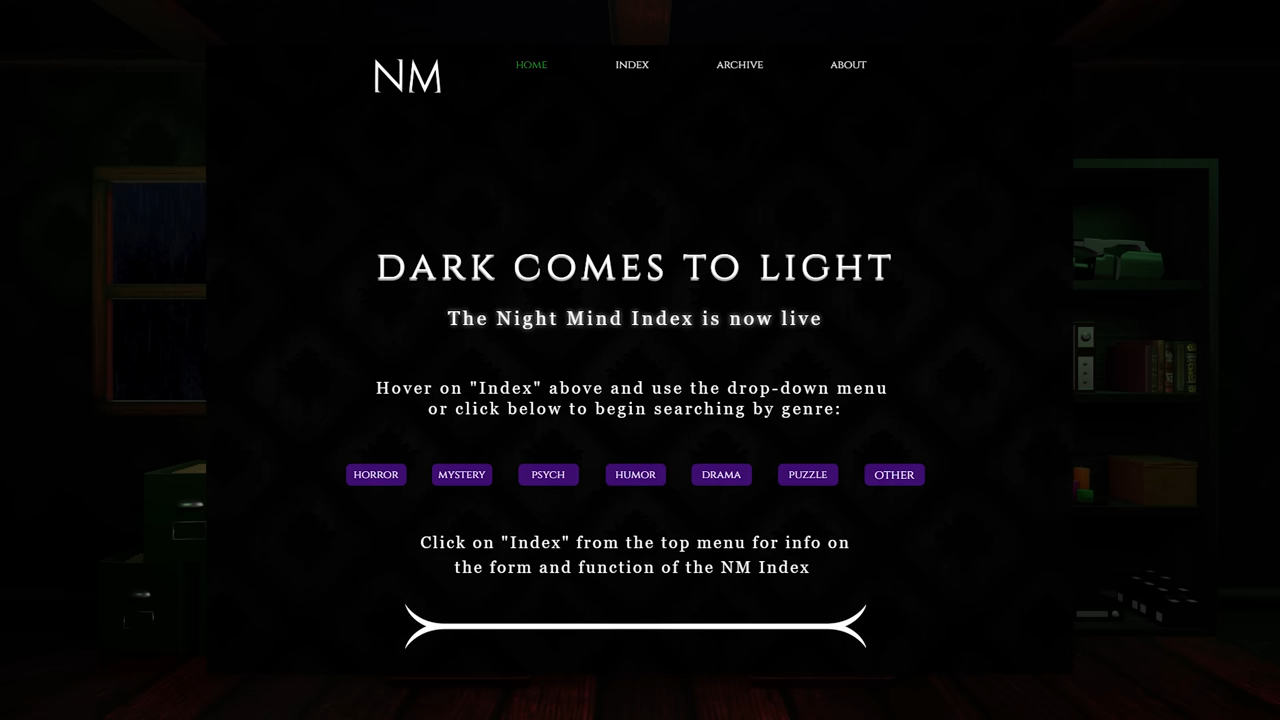 NM
HOME INDEX ARCHIVE ABOUT
DARK COMES TO LIGHT
The Night Mind Index is now live
Hover on "Index" above and use the drop-down menu
or click below to begin searching by genre:
HORROR MYSTERY PSYCH HUMOR DRAMA PUZZLE OTHER
Click on "Index" from the top menu for info on
the form and function of the NM Index